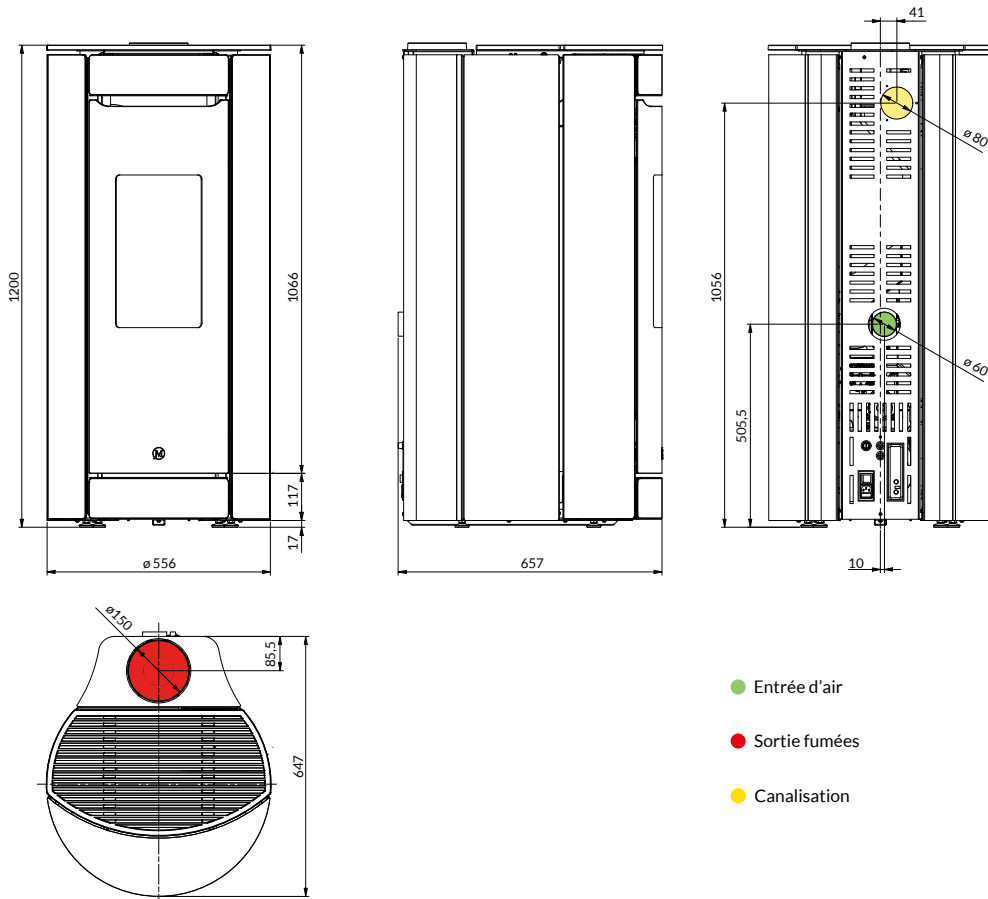 41
ø 80
1200
1066
1056
ø 60
505,5
M
117
17
ø 556
657
10
ø150
85,5
647
Entrée d'air
Sortie fumées
Canalisation